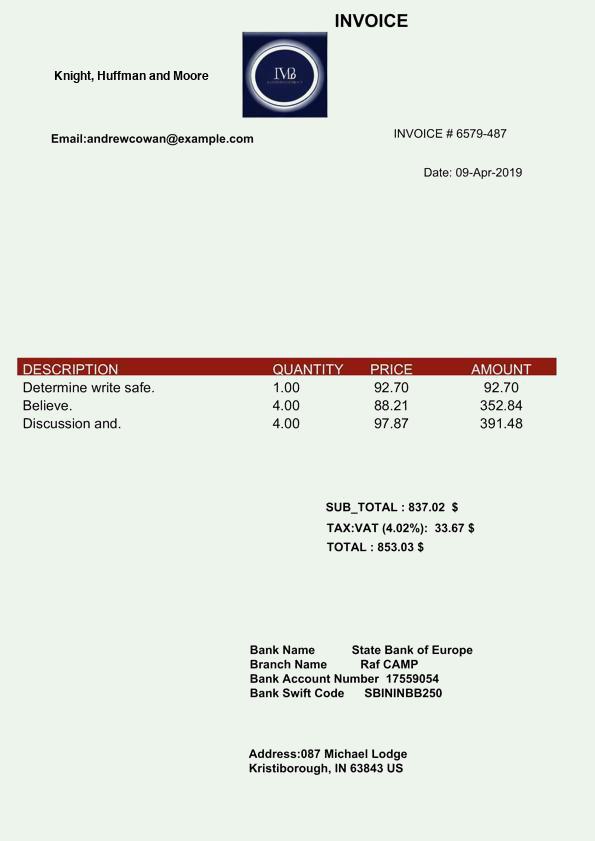 INVOICE
Knight, Huffman and Moore
Email:andrewcowan@example.com
INVOICE # 6579-487
Date: 09-Apr-2019
DESCRIPTION QUANTITY PRICE AMOUNT
Determine write safe. 1.00 92.70 92.70
Believe. 4.00 88.21 352.84
Discussion and. 4.00 97.87 391.48
SUB_TOTAL : 837.02 $
TAX:VAT (4.02%): 33.67 $
TOTAL : 853.03 $
Bank Name State Bank of Europe
Branch Name Raf CAMP
Bank Account Number 17559054
Bank Swift Code SBININBB250
Address:087 Michael Lodge
Kristiborough, IN 63843 US